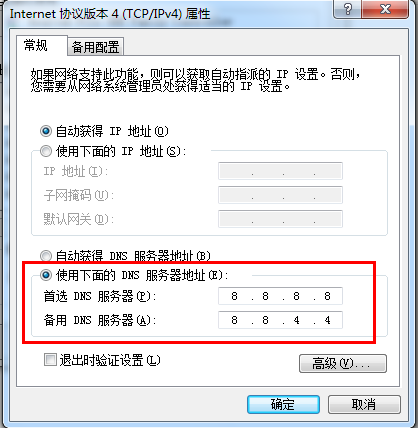 Internet 协议版本 4 (TCP/IPv4) 属性
常规
备用配置
如果网络支持此功能，则可以获取自动指派的 IP 设置。否则，
您需要从网络系统管理员处获得适当的 IP 设置。
自动获得 IP 地址(O)
使用下面的 IP 地址(S):
IP 地址(I):
. . .
子网掩码(U):
. . .
默认网关(D):
. . .
自动获得 DNS 服务器地址(B)
使用下面的 DNS 服务器地址(E):
首选 DNS 服务器(P):
8 . 8 . 8 . 8
备用 DNS 服务器(A):
8 . 8 . 4 . 4
退出时验证设置(L)
高级(V)...
确定
取消